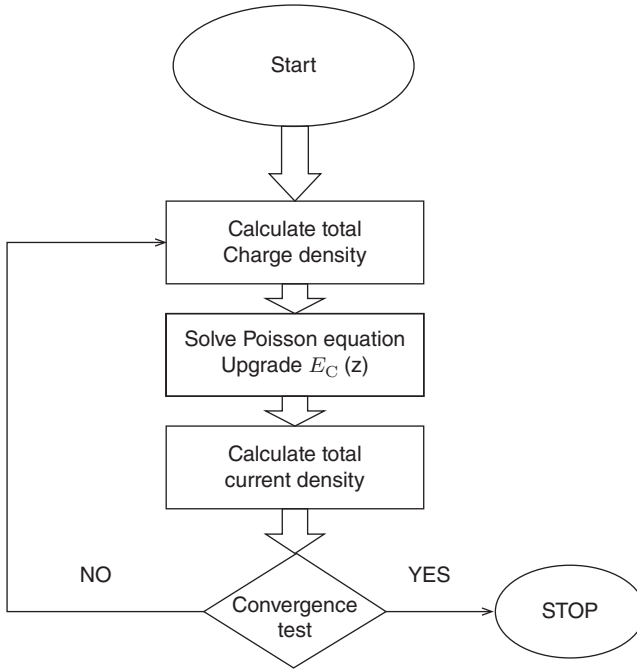 Start
Calculate total
Charge density
Solve Poisson equation
Upgrade E_C (z)
Calculate total
current density
NO
YES
Convergence
test
STOP